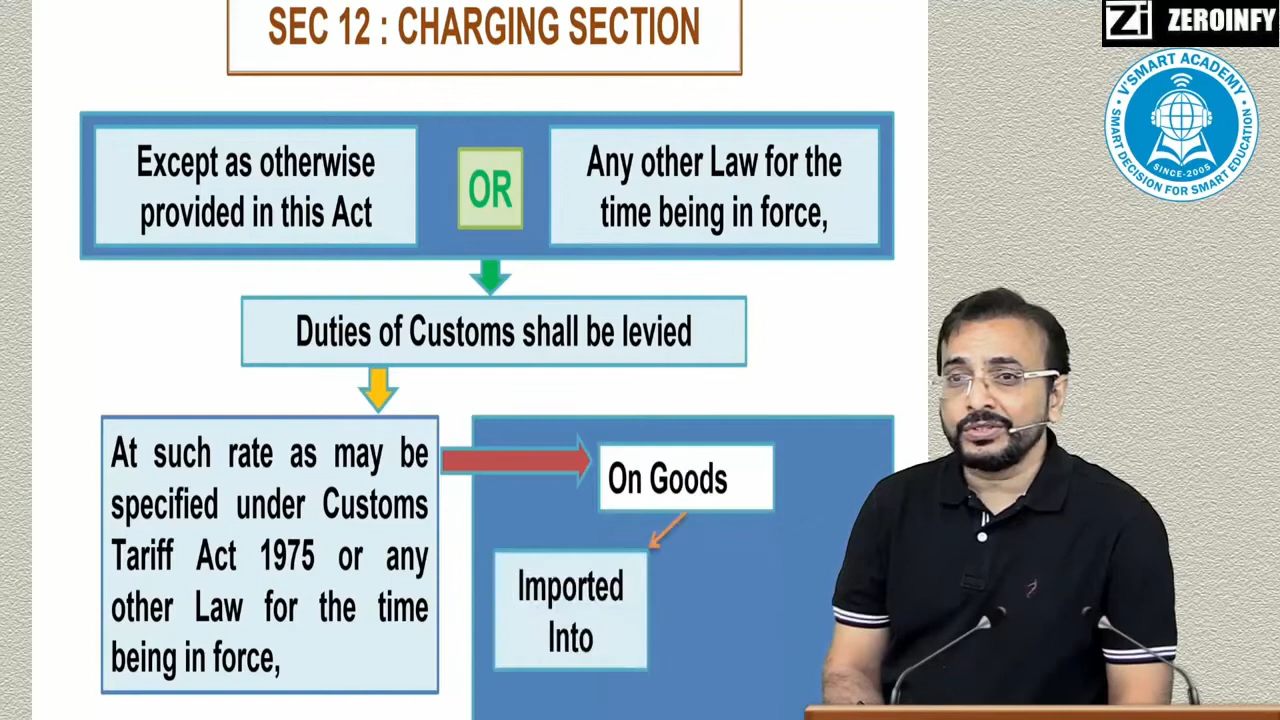 SEC 12 : CHARGING SECTION
ZEROINFY
V'SMART ACADEMY
SINCE-2005
SMART DECISION FOR SMART EDUCATION
Except as otherwise
provided in this Act
OR
Any other Law for the
time being in force,
Duties of Customs shall be levied
At such rate as may be
specified under Customs
Tariff Act 1975 or any
other Law for the time
being in force,
On Goods
Imported
Into